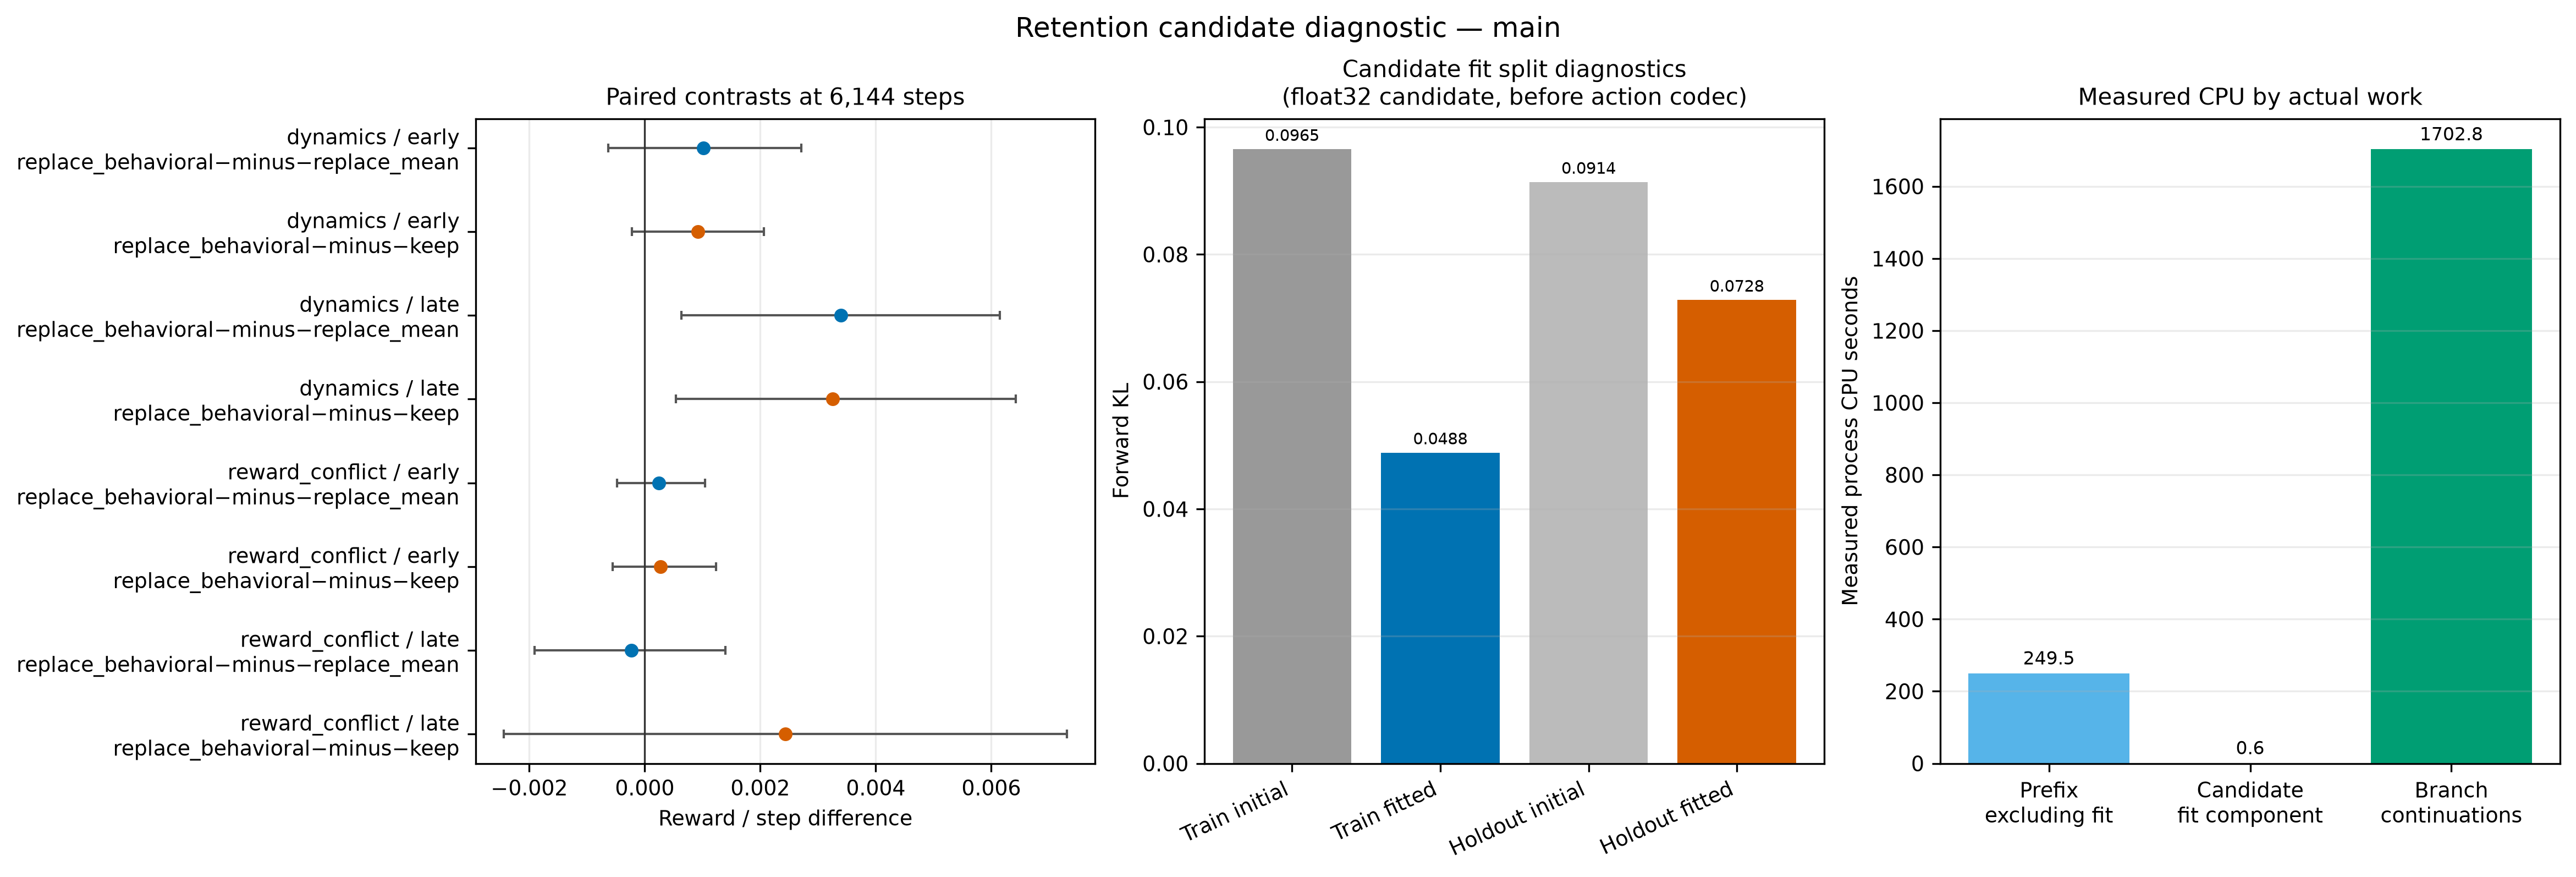 Retention candidate diagnostic — main
Paired contrasts at 6,144 steps
dynamics / early
replace_behavioral−minus−replace_mean
dynamics / early
replace_behavioral−minus−keep
dynamics / late
replace_behavioral−minus−replace_mean
dynamics / late
replace_behavioral−minus−keep
reward_conflict / early
replace_behavioral−minus−replace_mean
reward_conflict / early
replace_behavioral−minus−keep
reward_conflict / late
replace_behavioral−minus−replace_mean
reward_conflict / late
replace_behavioral−minus−keep
−0.002 0.000 0.002 0.004 0.006
Reward / step difference
Candidate fit split diagnostics
(float32 candidate, before action codec)
Forward KL
0.10
0.08
0.06
0.04
0.02
0.00
0.0965
0.0488
0.0914
0.0728
Train initial
Train fitted
Holdout initial
Holdout fitted
Measured CPU by actual work
Measured process CPU seconds
1600
1400
1200
1000
800
600
400
200
0
249.5
0.6
1702.8
Prefix
excluding fit
Candidate
fit component
Branch
continuations